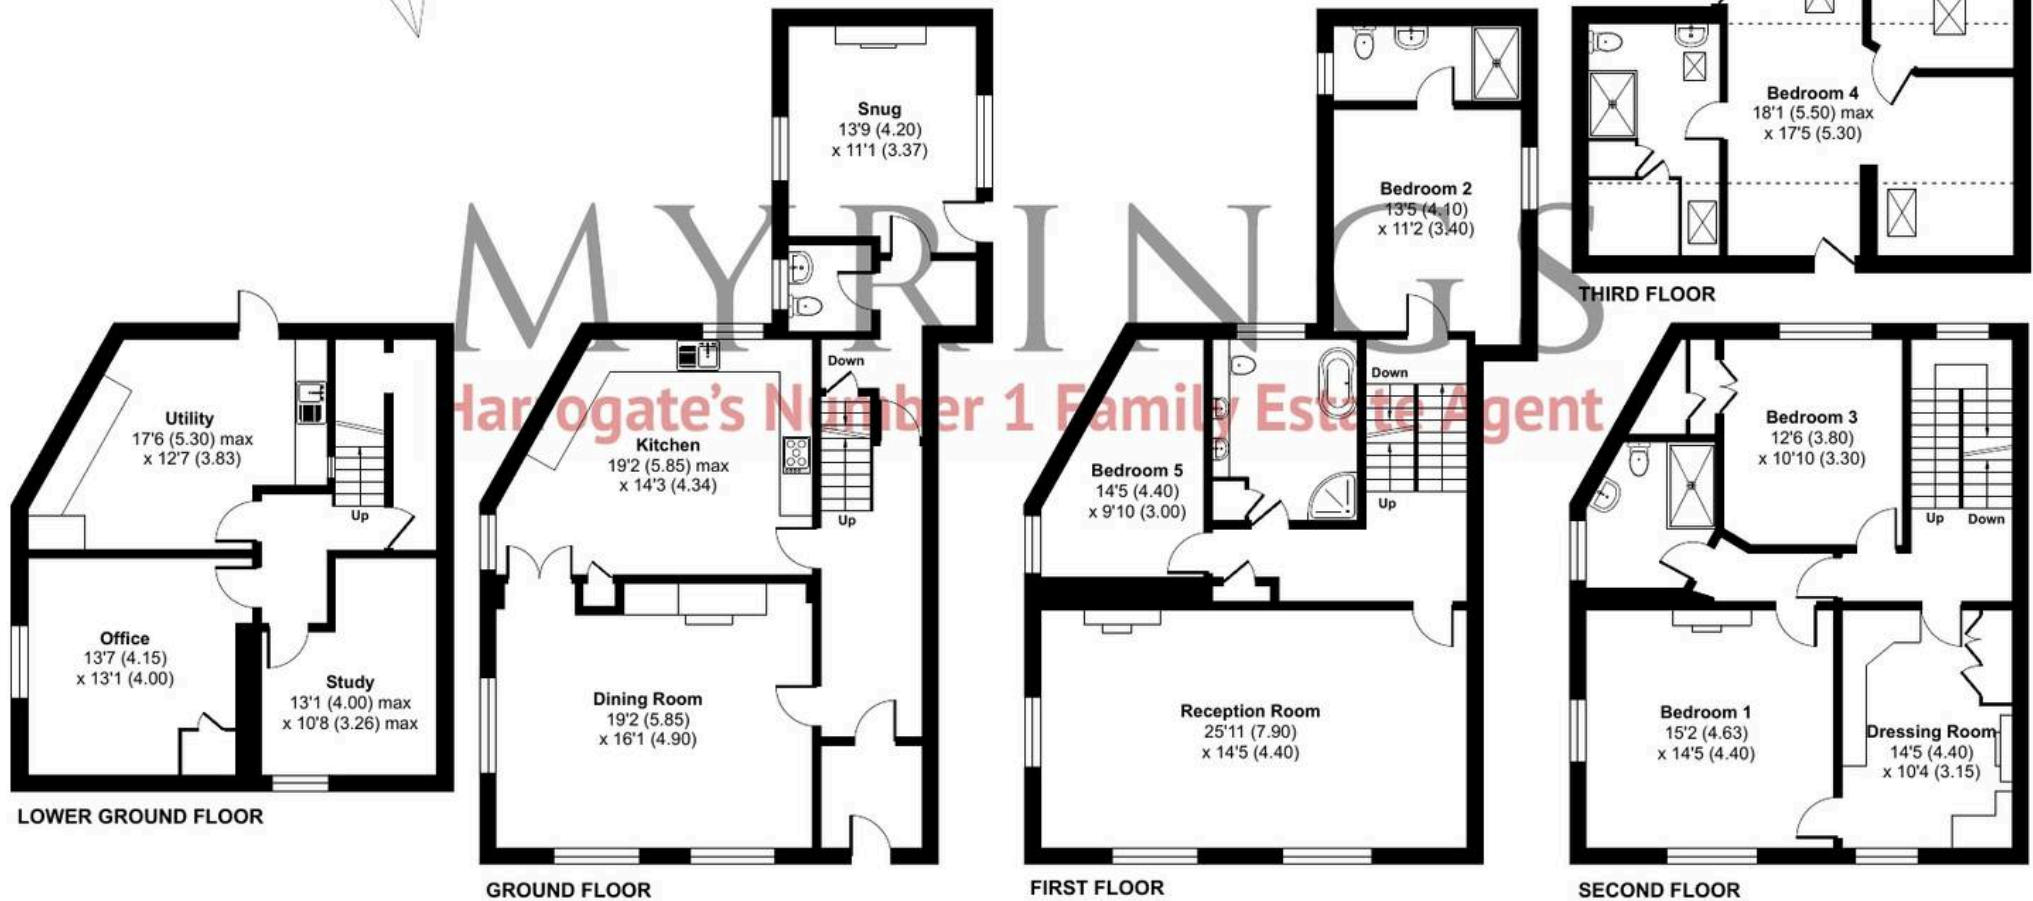 Snug
13'9 (4.20)
x 11'1 (3.37)
Bedroom 2
13'5 (4.10)
x 11'2 (3.40)
Bedroom 4
18'1 (5.50) max
x 17'5 (5.30)
THIRD FLOOR
MYRINGS
Harrogate's Number 1 Family Estate Agent
Utility
17'6 (5.30) max
x 12'7 (3.83)
Up
Office
13'7 (4.15)
x 13'1 (4.00)
Study
13'1 (4.00) max
x 10'8 (3.26) max
LOWER GROUND FLOOR
Down
Kitchen
19'2 (5.85) max
x 14'3 (4.34)
Up
Dining Room
19'2 (5.85)
x 16'1 (4.90)
GROUND FLOOR
Down
Bedroom 5
14'5 (4.40)
x 9'10 (3.00)
Up
Reception Room
25'11 (7.90)
x 14'5 (4.40)
FIRST FLOOR
Bedroom 3
12'6 (3.80)
x 10'10 (3.30)
Up Down
Bedroom 1
15'2 (4.63)
x 14'5 (4.40)
Dressing Room
14'5 (4.40)
x 10'4 (3.15)
SECOND FLOOR